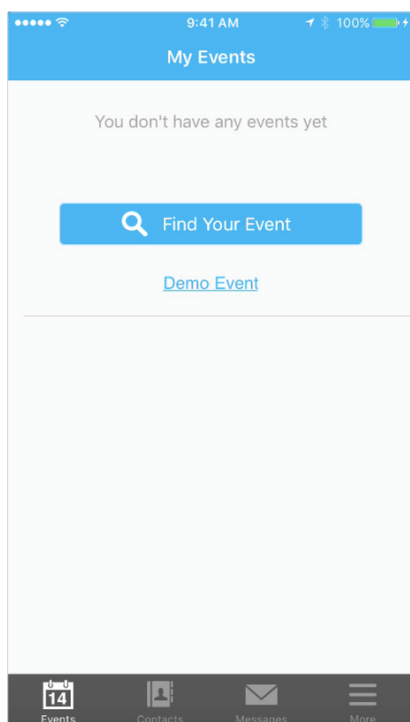 9:41 AM
100%
My Events
You don't have any events yet
Find Your Event
Demo Event
14
Events
Contacts
Messages
More